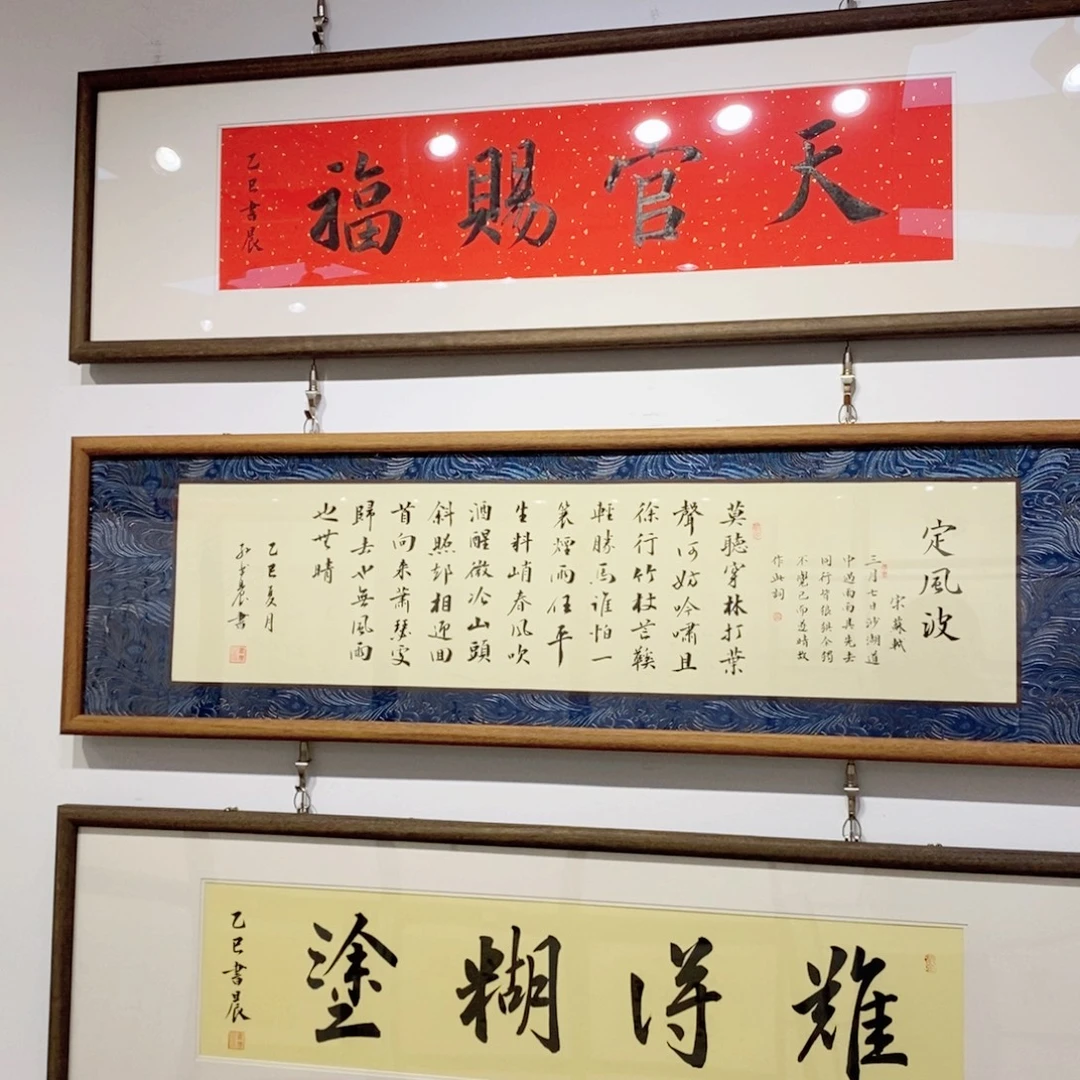 天官賜福
乙巳書晨
定風波
宋蘇軾
三月七日沙湖道
中遇雨雨具先去
同行皆狼狽余獨
不覺已而遂晴故
作此詞
莫聽穿林打葉
聲何妨吟嘯且
徐行竹杖芒鞵
輕勝馬誰怕一
蓑煙雨任平
生料峭春風吹
酒醒微冷山頭
斜照卻相迎回
首向來蕭瑟處
歸去也無風雨
也無晴
乙巳夏月
孫書晨書
難得糊塗
乙巳書晨